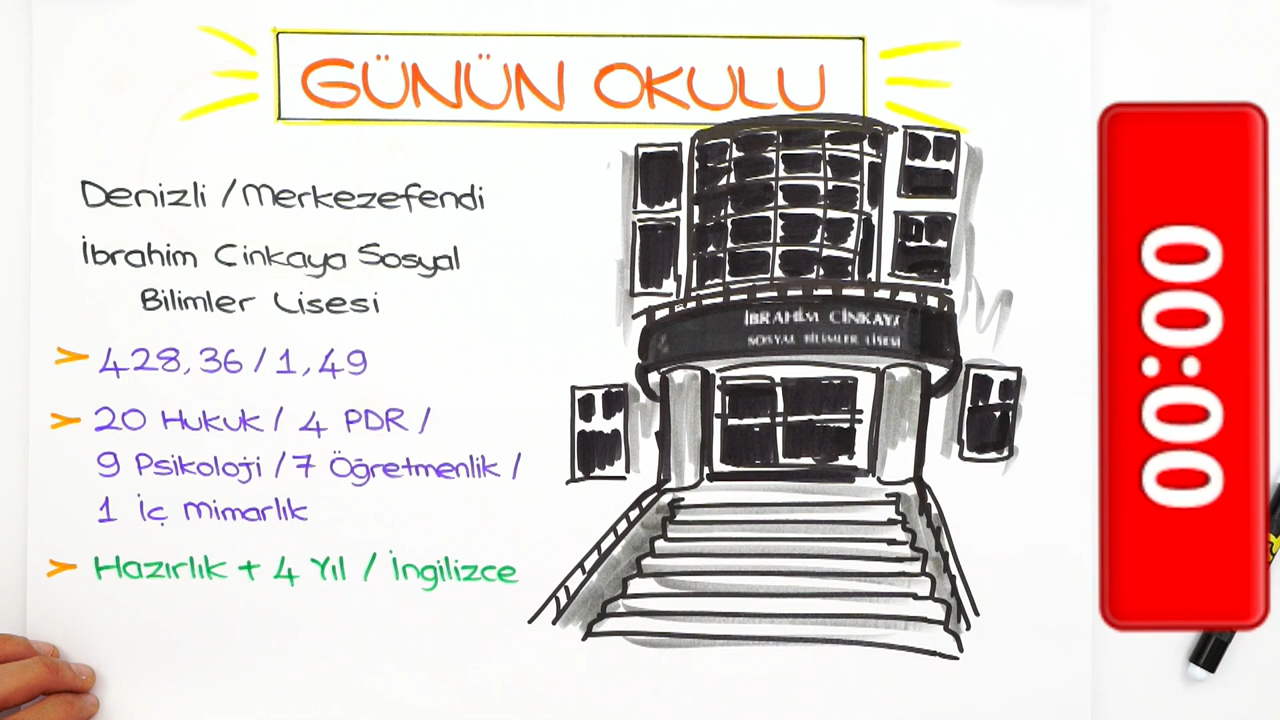 GÜNÜN OKULU
Denizli / Merkezefendi
İbrahim Cinkaya Sosyal
Bilimler Lisesi
> 428,36 / 1,49
> 20 Hukuk / 4 PDR /
9 Psikoloji / 7 Öğretmenlik /
1 İç Mimarlık
> Hazırlık + 4 Yıl / İngilizce
İBRAHİM CİNKAYA
SOSYAL BİLİMLER LİSESİ
00:00